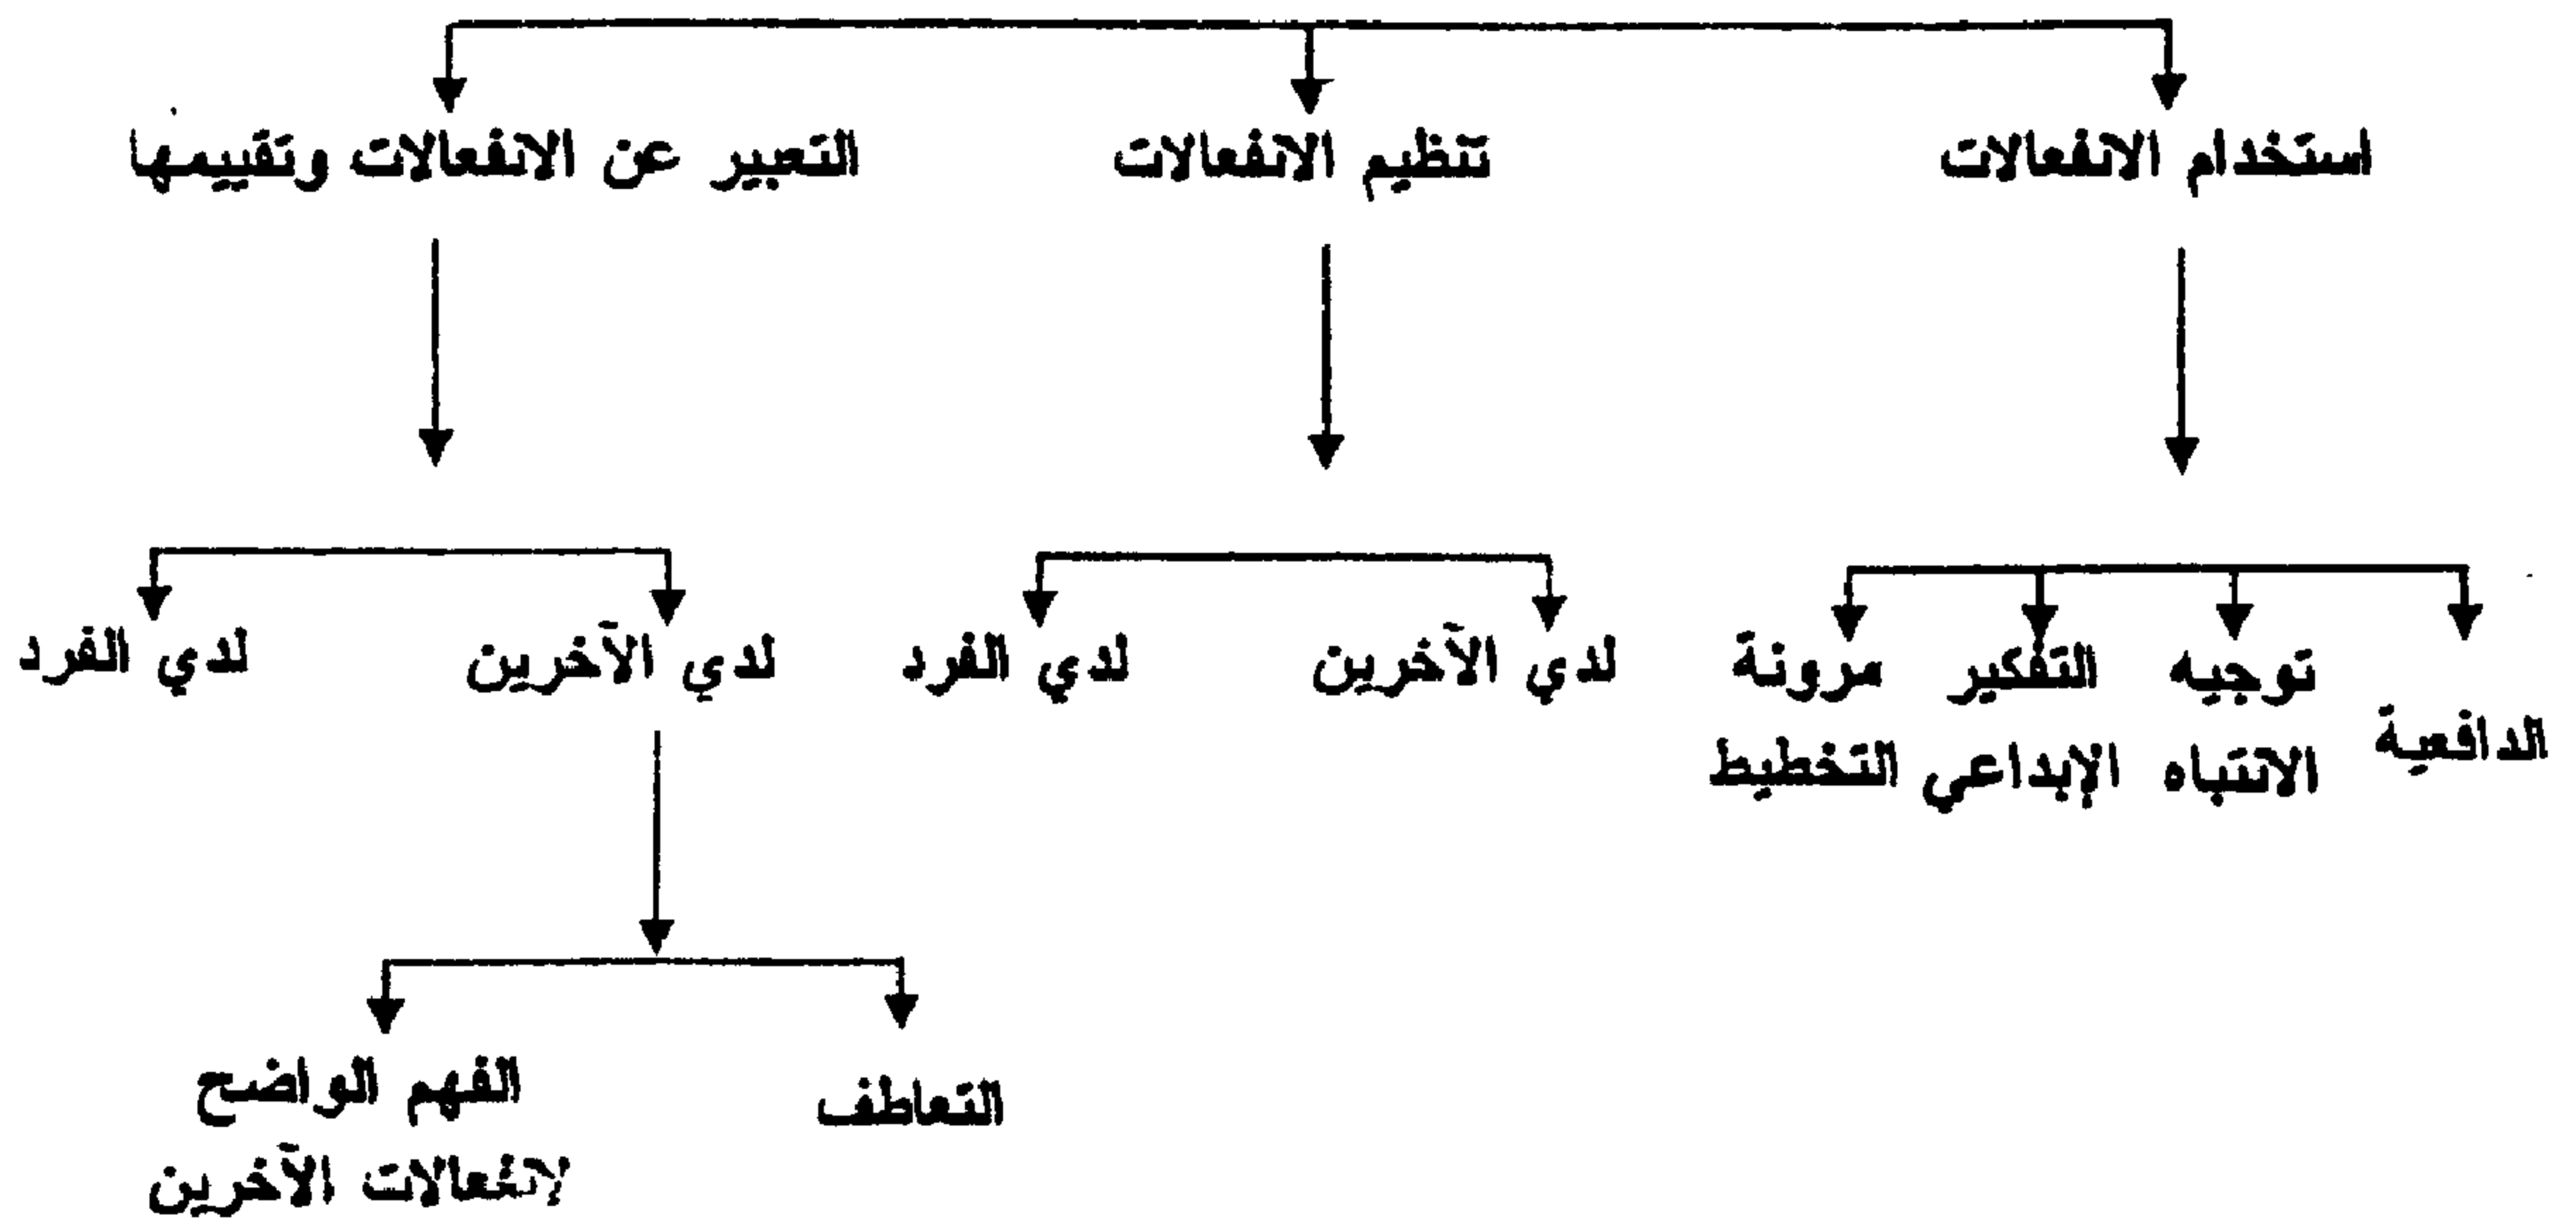 استخدام الانفعالات
تنظيم الانفعالات
التعبير عن الانفعالات وتقييمها
الدافعية
توجيه
الانتباه
التفكير
الإبداعي
مرونة
التخطيط
لدي الآخرين
لدي الفرد
لدي الآخرين
لدي الفرد
التعاطف
الفهم الواضح
لانفعالات الآخرين